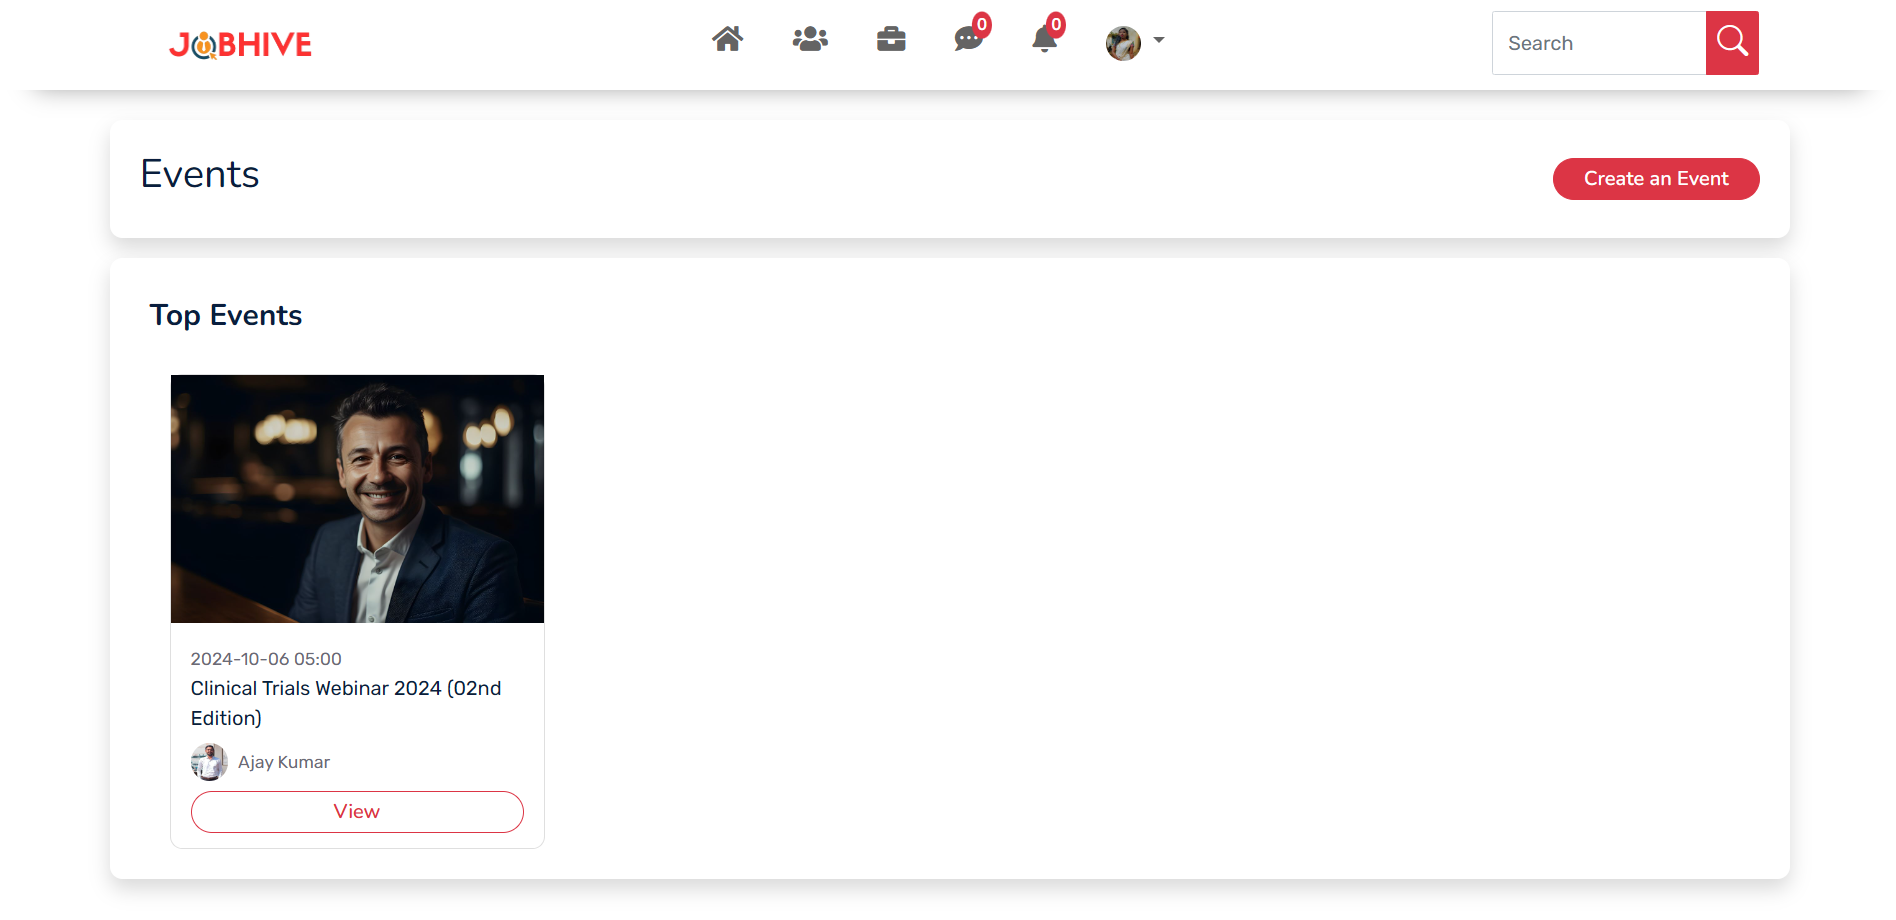 JOBHIVE
0
0
Search
Events
Create an Event
Top Events
2024-10-06 05:00
Clinical Trials Webinar 2024 (02nd
Edition)
Ajay Kumar
View